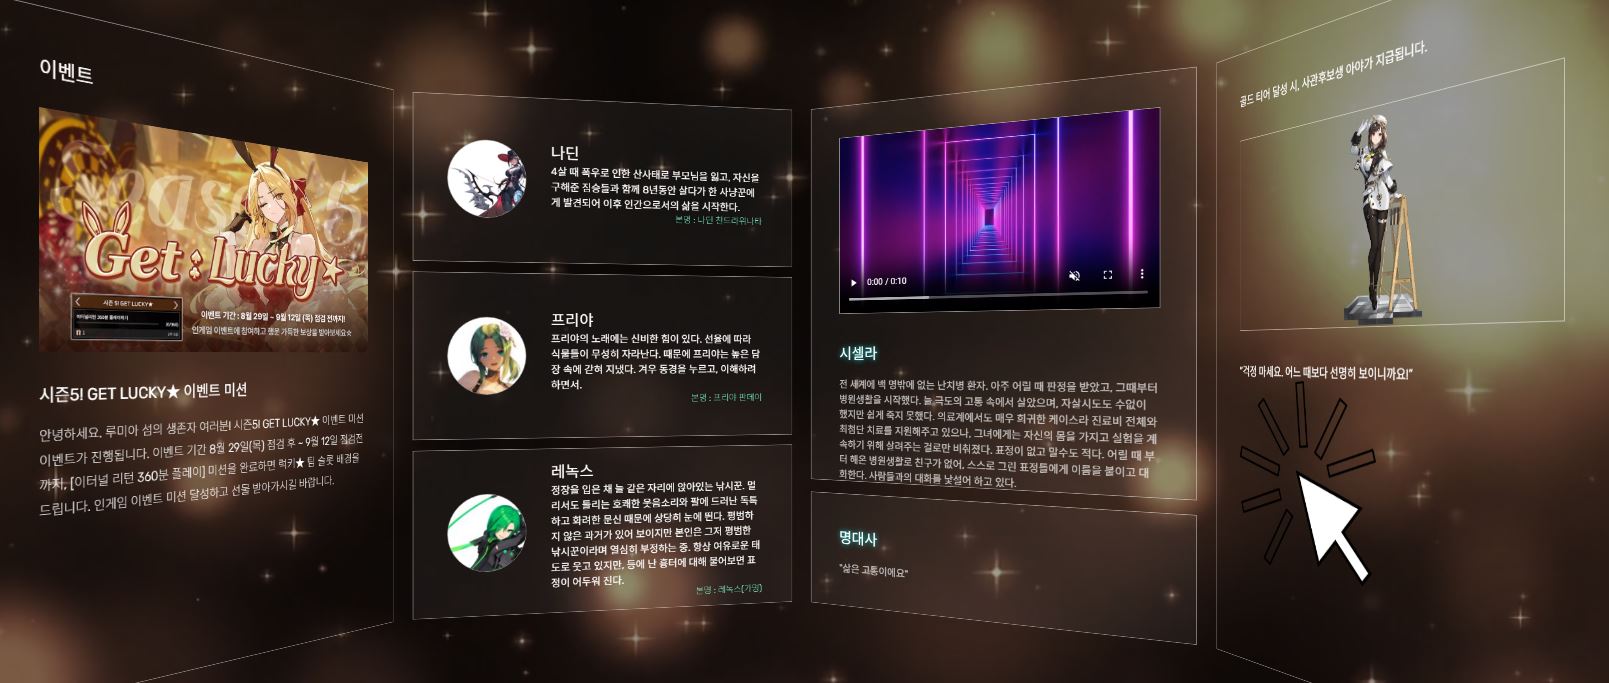 이벤트
Season 5
Get : Lucky★
시즌 5! GET LUCKY★
이벤트 기간 : 8월 29일 ~ 9월 12일 (목) 점검 전까지!
인게임 이벤트에 참여하고 행운 가득한 보상을 받아보세요☆
시즌5! GET LUCKY★ 이벤트 미션
안녕하세요. 루미아 섬의 생존자 여러분! 시즌5! GET LUCKY★ 이벤트 미션
이벤트가 진행됩니다. 이벤트 기간 8월 29일(목) 점검 후 ~ 9월 12일 점검전
까지, [이터널 리턴 360분 플레이] 미션을 완료하면 럭키★ 팁 슬롯 배경을
드립니다. 인게임 이벤트 미션 달성하고 선물 받아가시길 바랍니다.
나딘
4살 때 폭우로 인한 산사태로 부모님을 잃고, 자신을
구해준 짐승들과 함께 8년동안 살다가 한 사냥꾼에
게 발견되어 이후 인간으로서의 삶을 시작한다.
본명 : 나딘 찬드라위나타
프리야
프리야의 노래에는 신비한 힘이 있다. 선율에 따라
식물들이 무성히 자라난다. 때문에 프리야는 높은 담
장 속에 갇혀 지냈다. 겨우 동경을 누르고, 이해하려
하면서.
본명 : 프리야 판데이
레녹스
정장을 입은 채 늘 같은 자리에 앉아있는 낚시꾼. 멀
리서도 들리는 호쾌한 웃음소리와 팔에 드러난 독특
하고 화려한 문신 때문에 상당히 눈에 띈다. 평범하
지 않은 과거가 있어 보이지만 본인은 그저 평범한
낚시꾼이라며 열심히 부정하는 중. 항상 여유로운 태
도로 웃고 있지만, 등에 난 흉터에 대해 물어보면 표
정이 어두워 진다.
본명 : 레녹스(가명)
0:00 / 0:10
시셀라
전 세계에 백 명밖에 없는 난치병 환자. 아주 어릴 때 판정을 받았고, 그때부터
병원생활을 시작했다. 늘 극도의 고통 속에서 살았으며, 자살시도도 수없이
했지만 쉽게 죽지 못했다. 의료계에서도 매우 희귀한 케이스라 진료비 전체와
최첨단 치료를 지원해주고 있으나, 그녀에게는 자신의 몸을 가지고 실험을 계
속하기 위해 살려주는 걸로만 비춰졌다. 표정이 없고 말수도 적다. 어릴 때 부
터 해온 병원생활로 친구가 없어, 스스로 그린 표정들에게 이름을 붙이고 대
화한다. 사람들과의 대화를 낯설어 하고 있다.
명대사
"삶은 고통이에요"
골드 티어 달성 시, 사관후보생 아야가 지급됩니다.
"걱정 마세요. 어느 때보다 선명히 보이니까요!"